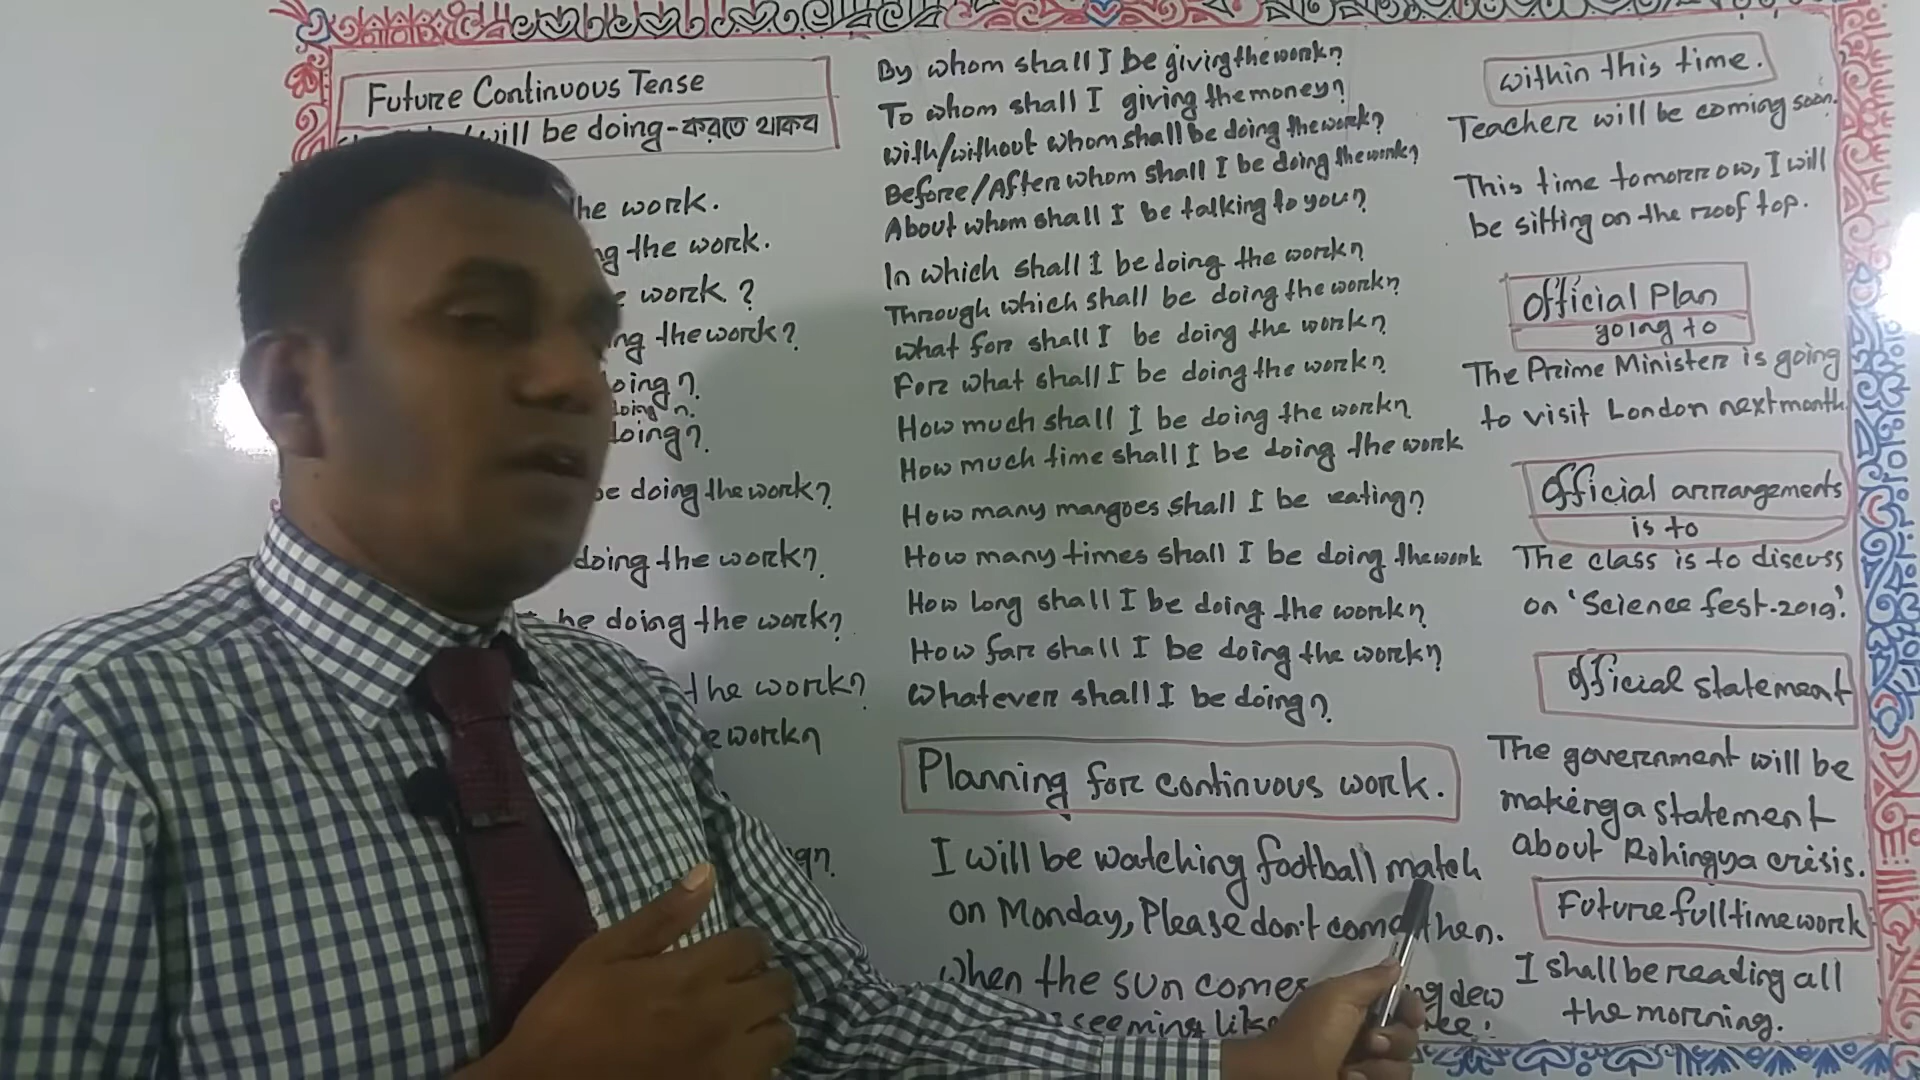 Future Continuous Tense
will be doing-করতে থাকব
the work.
ng the work.
work ?
ng the work?
oing?
doing?
doing?
be doing the work?
doing the work?
be doing the work?
the work?
work?
By whom shall I be giving the work?
To whom shall I giving the money?
With/without whom shall be doing the work?
Before/After whom shall I be doing the work?
About whom shall I be talking to you?
In which shall I be doing the work?
Through which shall be doing the work?
What for shall I be doing the work?
For what shall I be doing the work?
How much shall I be doing the work?
How much time shall I be doing the work
How many mangoes shall I be eating?
How many times shall I be doing the work
How Long shall I be doing the work?
How far shall I be doing the work?
Whatever shall I be doing?
Planning for continuous work.
I will be watching football match
on Monday, Please don't come then.
When the sun comes ng dew
seeming like
within this time.
Teacher will be coming soon.
This time tomorrow, I will
be sitting on the roof top.
Official Plan
going to
The Prime Minister is going
to visit London next month
Official arrangements
is to
The class is to discuss
on 'Science fest-2019'.
Official statement
The government will be
making a statement
about Rohingya crisis.
Future full time work
I shall be reading all
the morning.